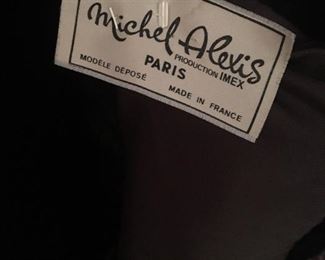 Michel Alexis
PRODUCTION IMEX
PARIS
MODÈLE DÉPOSÉ
MADE IN FRANCE